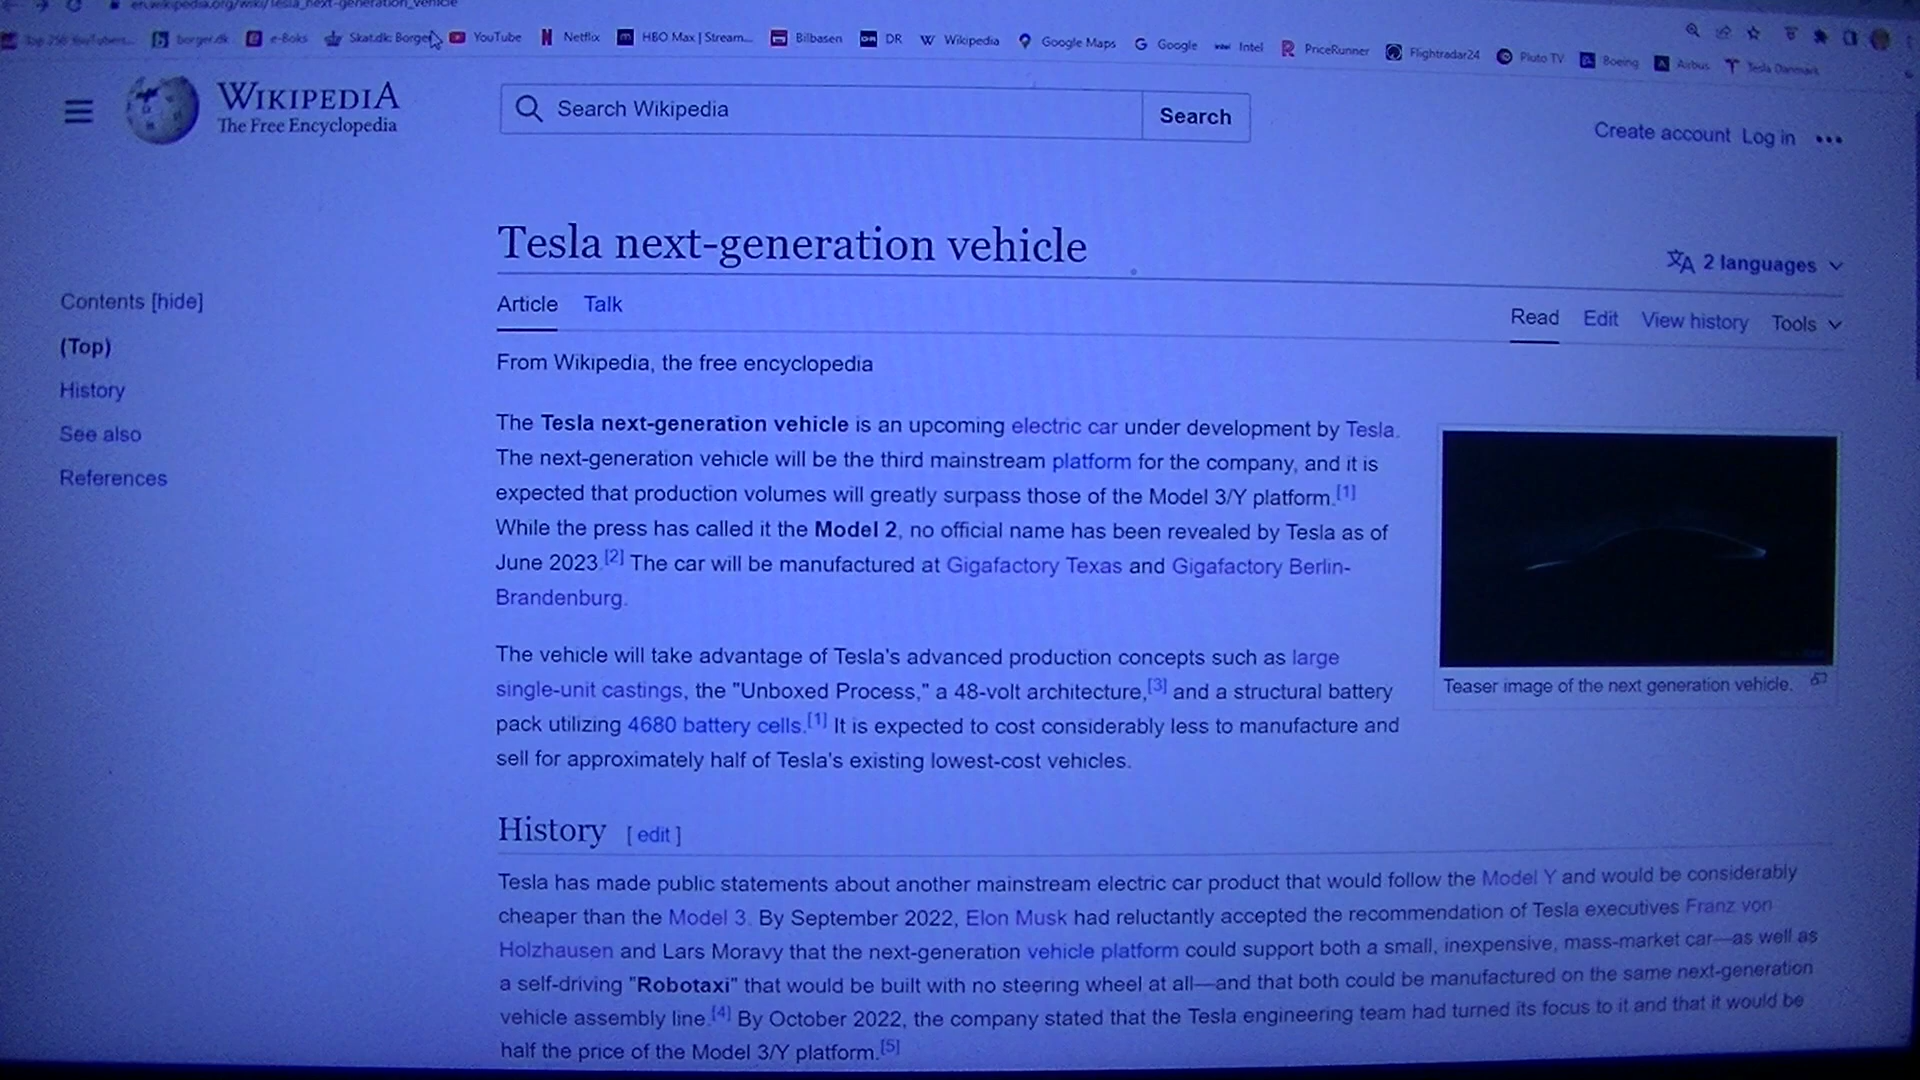 en.wikipedia.org/wiki/Tesla_next-generation_vehicle
borger.dk e-Boks Skat.dk: Borger YouTube Netflix HBO Max | Stream... Bilbasen DR Wikipedia Google Maps Google Intel PriceRunner Flightradar24 Pluto TV Boeing Airbus Tesla Danmark
WIKIPEDIA
The Free Encyclopedia
Search Wikipedia
Search
Create account Log in
Tesla next-generation vehicle
2 languages
Contents [hide]
(Top)
History
See also
References
Article Talk
Read Edit View history Tools
From Wikipedia, the free encyclopedia
The Tesla next-generation vehicle is an upcoming electric car under development by Tesla.
The next-generation vehicle will be the third mainstream platform for the company, and it is
expected that production volumes will greatly surpass those of the Model 3/Y platform.[1]
While the press has called it the Model 2, no official name has been revealed by Tesla as of
June 2023.[2] The car will be manufactured at Gigafactory Texas and Gigafactory Berlin-
Brandenburg.
The vehicle will take advantage of Tesla's advanced production concepts such as large
single-unit castings, the "Unboxed Process," a 48-volt architecture,[3] and a structural battery
pack utilizing 4680 battery cells.[1] It is expected to cost considerably less to manufacture and
sell for approximately half of Tesla's existing lowest-cost vehicles.
Teaser image of the next generation vehicle.
History [ edit ]
Tesla has made public statements about another mainstream electric car product that would follow the Model Y and would be considerably
cheaper than the Model 3. By September 2022, Elon Musk had reluctantly accepted the recommendation of Tesla executives Franz von
Holzhausen and Lars Moravy that the next-generation vehicle platform could support both a small, inexpensive, mass-market car—as well as
a self-driving "Robotaxi" that would be built with no steering wheel at all—and that both could be manufactured on the same next-generation
vehicle assembly line.[4] By October 2022, the company stated that the Tesla engineering team had turned its focus to it and that it would be
half the price of the Model 3/Y platform.[5]